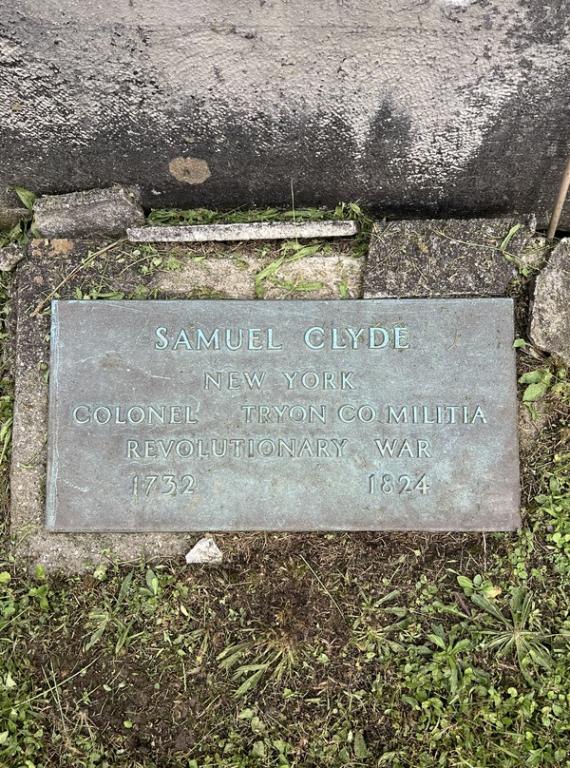 SAMUEL CLYDE
NEW YORK
COLONEL TRYON CO MILITIA
REVOLUTIONARY WAR
1732 1824